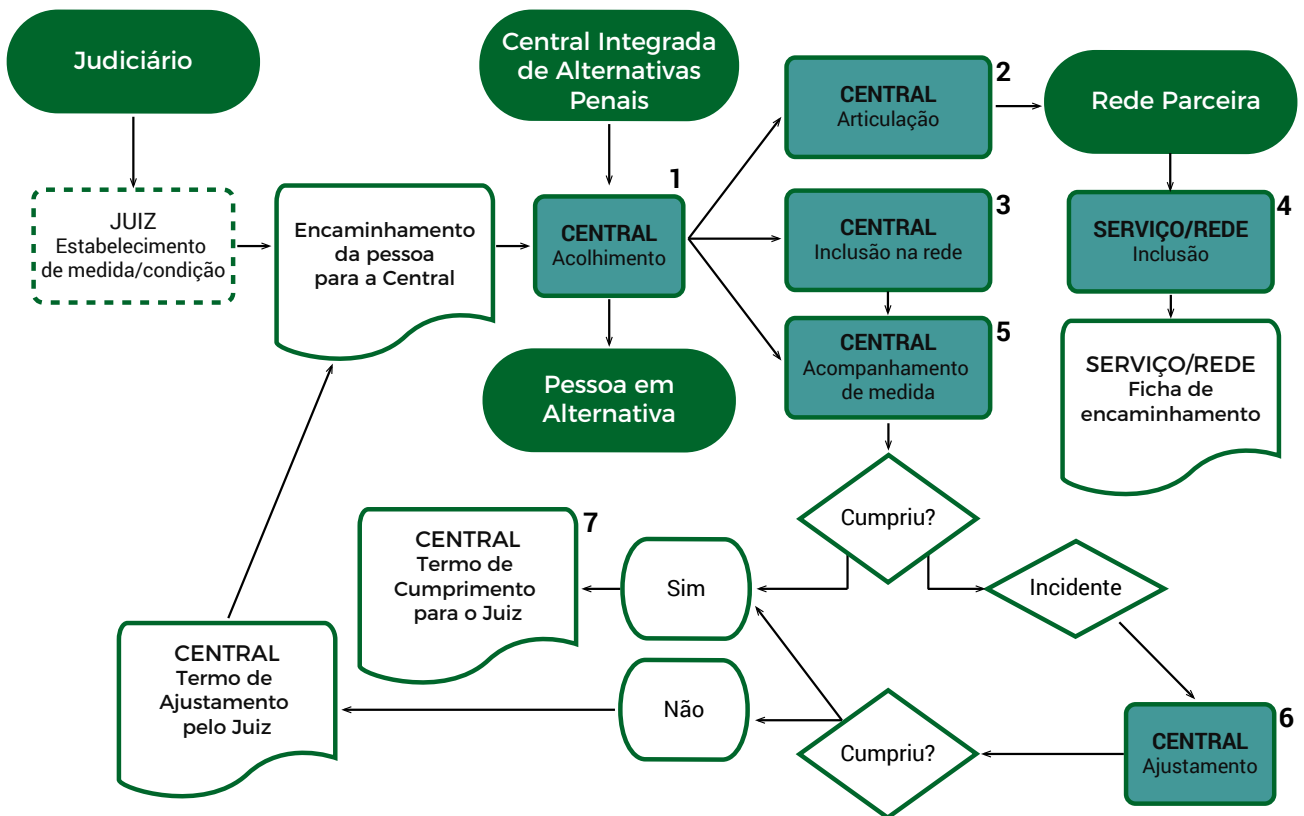 Judiciário
Central Integrada
de Alternativas
Penais
2
CENTRAL
Articulação
Rede Parceira
JUIZ
Estabelecimento
de medida/condição
Encaminhamento
da pessoa
para a Central
1
CENTRAL
Acolhimento
3
CENTRAL
Inclusão na rede
4
SERVIÇO/REDE
Inclusão
Pessoa em
Alternativa
5
CENTRAL
Acompanhamento
de medida
SERVIÇO/REDE
Ficha de
encaminhamento
Cumpriu?
7
CENTRAL
Termo de
Cumprimento
para o Juiz
Sim
Incidente
CENTRAL
Termo de
Ajustamento
pelo Juiz
Não
Cumpriu?
6
CENTRAL
Ajustamento